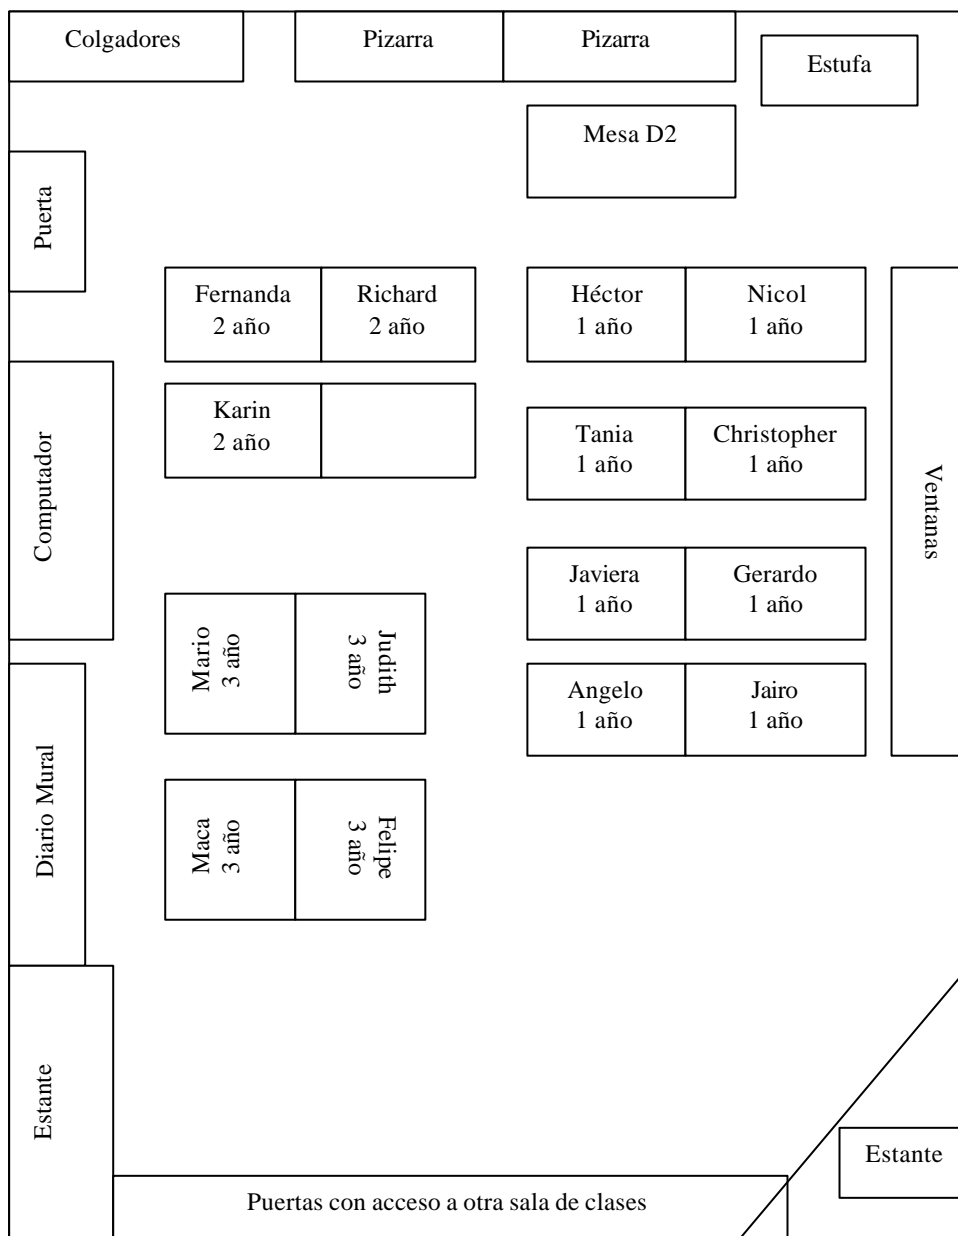 Colgadores
Pizarra
Pizarra
Estufa
Mesa D2
Puerta
Fernanda
2 año
Richard
2 año
Héctor
1 año
Nicol
1 año
Karin
2 año
Tania
1 año
Christopher
1 año
Computador
Ventanas
Javiera
1 año
Gerardo
1 año
Mario
3 año
Judith
3 año
Angelo
1 año
Jairo
1 año
Diario Mural
Maca
3 año
Felipe
3 año
Estante
Estante
Puertas con acceso a otra sala de clases